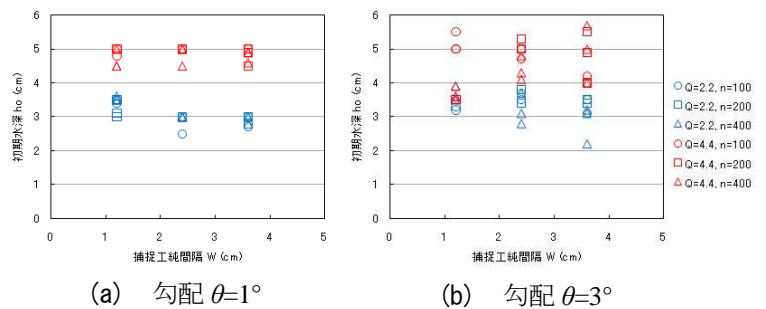 6
5
4
3
2
1
0
初期水深 ho (cm)
0 1 2 3 4 5
捕捉工純間隔 W (cm)
(a) 勾配 θ=1°
6
5
4
3
2
1
0
初期水深 ho (cm)
0 1 2 3 4 5
捕捉工純間隔 W (cm)
(b) 勾配 θ=3°
Q=2.2, n=100
Q=2.2, n=200
Q=2.2, n=400
Q=4.4, n=100
Q=4.4, n=200
Q=4.4, n=400